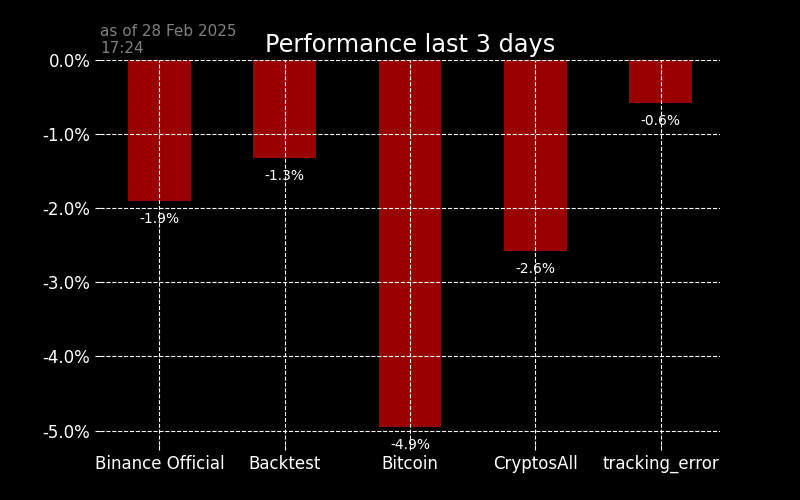 as of 28 Feb 2025
17:24
Performance last 3 days
0.0%
-1.0%
-2.0%
-3.0%
-4.0%
-5.0%
-1.9%
-1.3%
-4.9%
-2.6%
-0.6%
Binance Official
Backtest
Bitcoin
CryptosAll
tracking_error